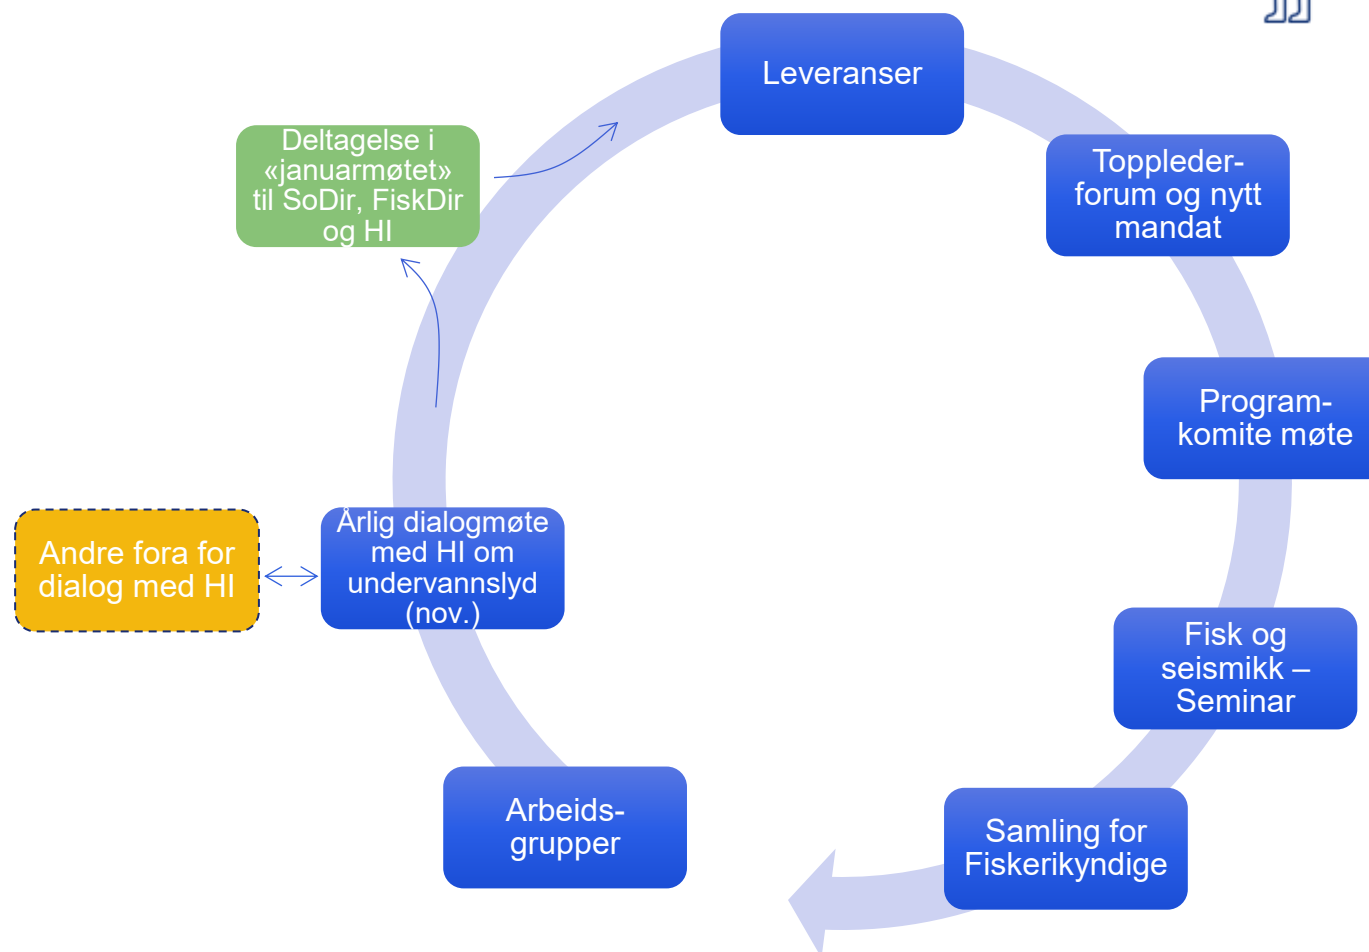 Leveranser
Deltagelse i
«januarmøtet»
til SoDir, FiskDir
og HI
Toppleder-
forum og nytt
mandat
Program-
komite møte
Andre fora for
dialog med HI
Årlig dialogmøte
med HI om
undervannslyd
(nov.)
Fisk og
seismikk –
Seminar
Arbeids-
grupper
Samling for
Fiskerikyndige